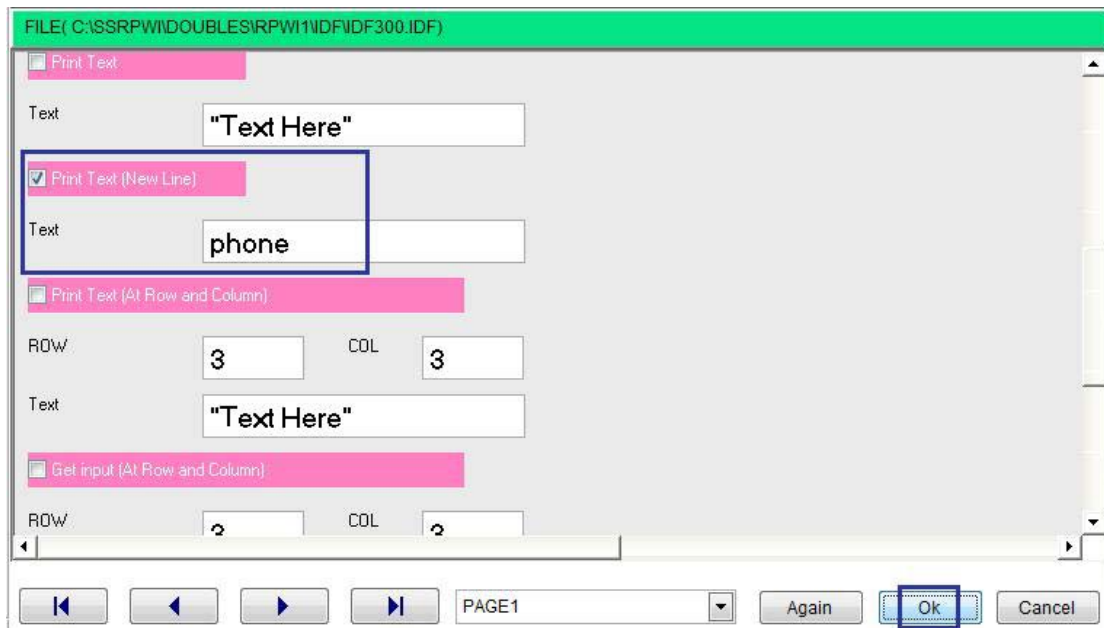 FILE( C:\SSRPWI\DOUBLES\RPWI1\IDF\IDF300.IDF)
Print Text
Text "Text Here"
Print Text (New Line)
Text phone
Print Text (At Row and Column)
ROW 3 COL 3
Text "Text Here"
Get input (At Row and Column)
ROW 3 COL 3
PAGE1 Again Ok Cancel